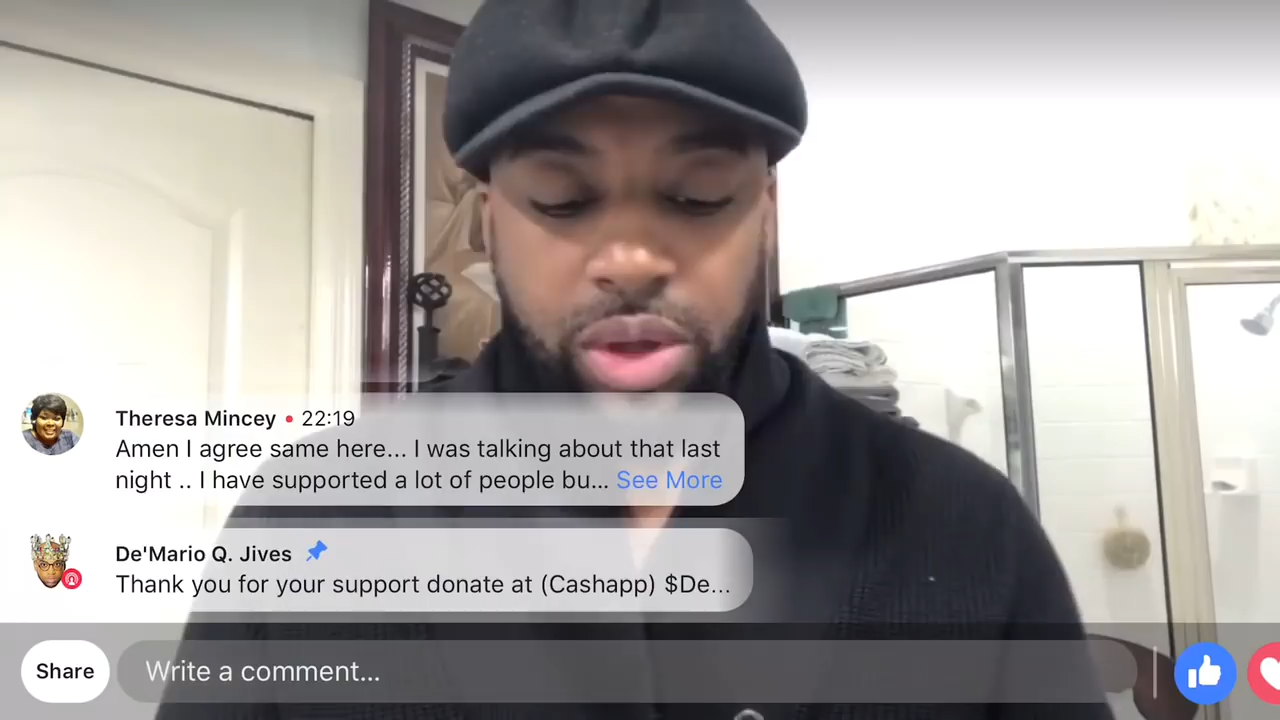 Theresa Mincey • 22:19
Amen I agree same here... I was talking about that last
night .. I have supported a lot of people bu... See More
De'Mario Q. Jives
Thank you for your support donate at (Cashapp) $De...
Share
Write a comment...